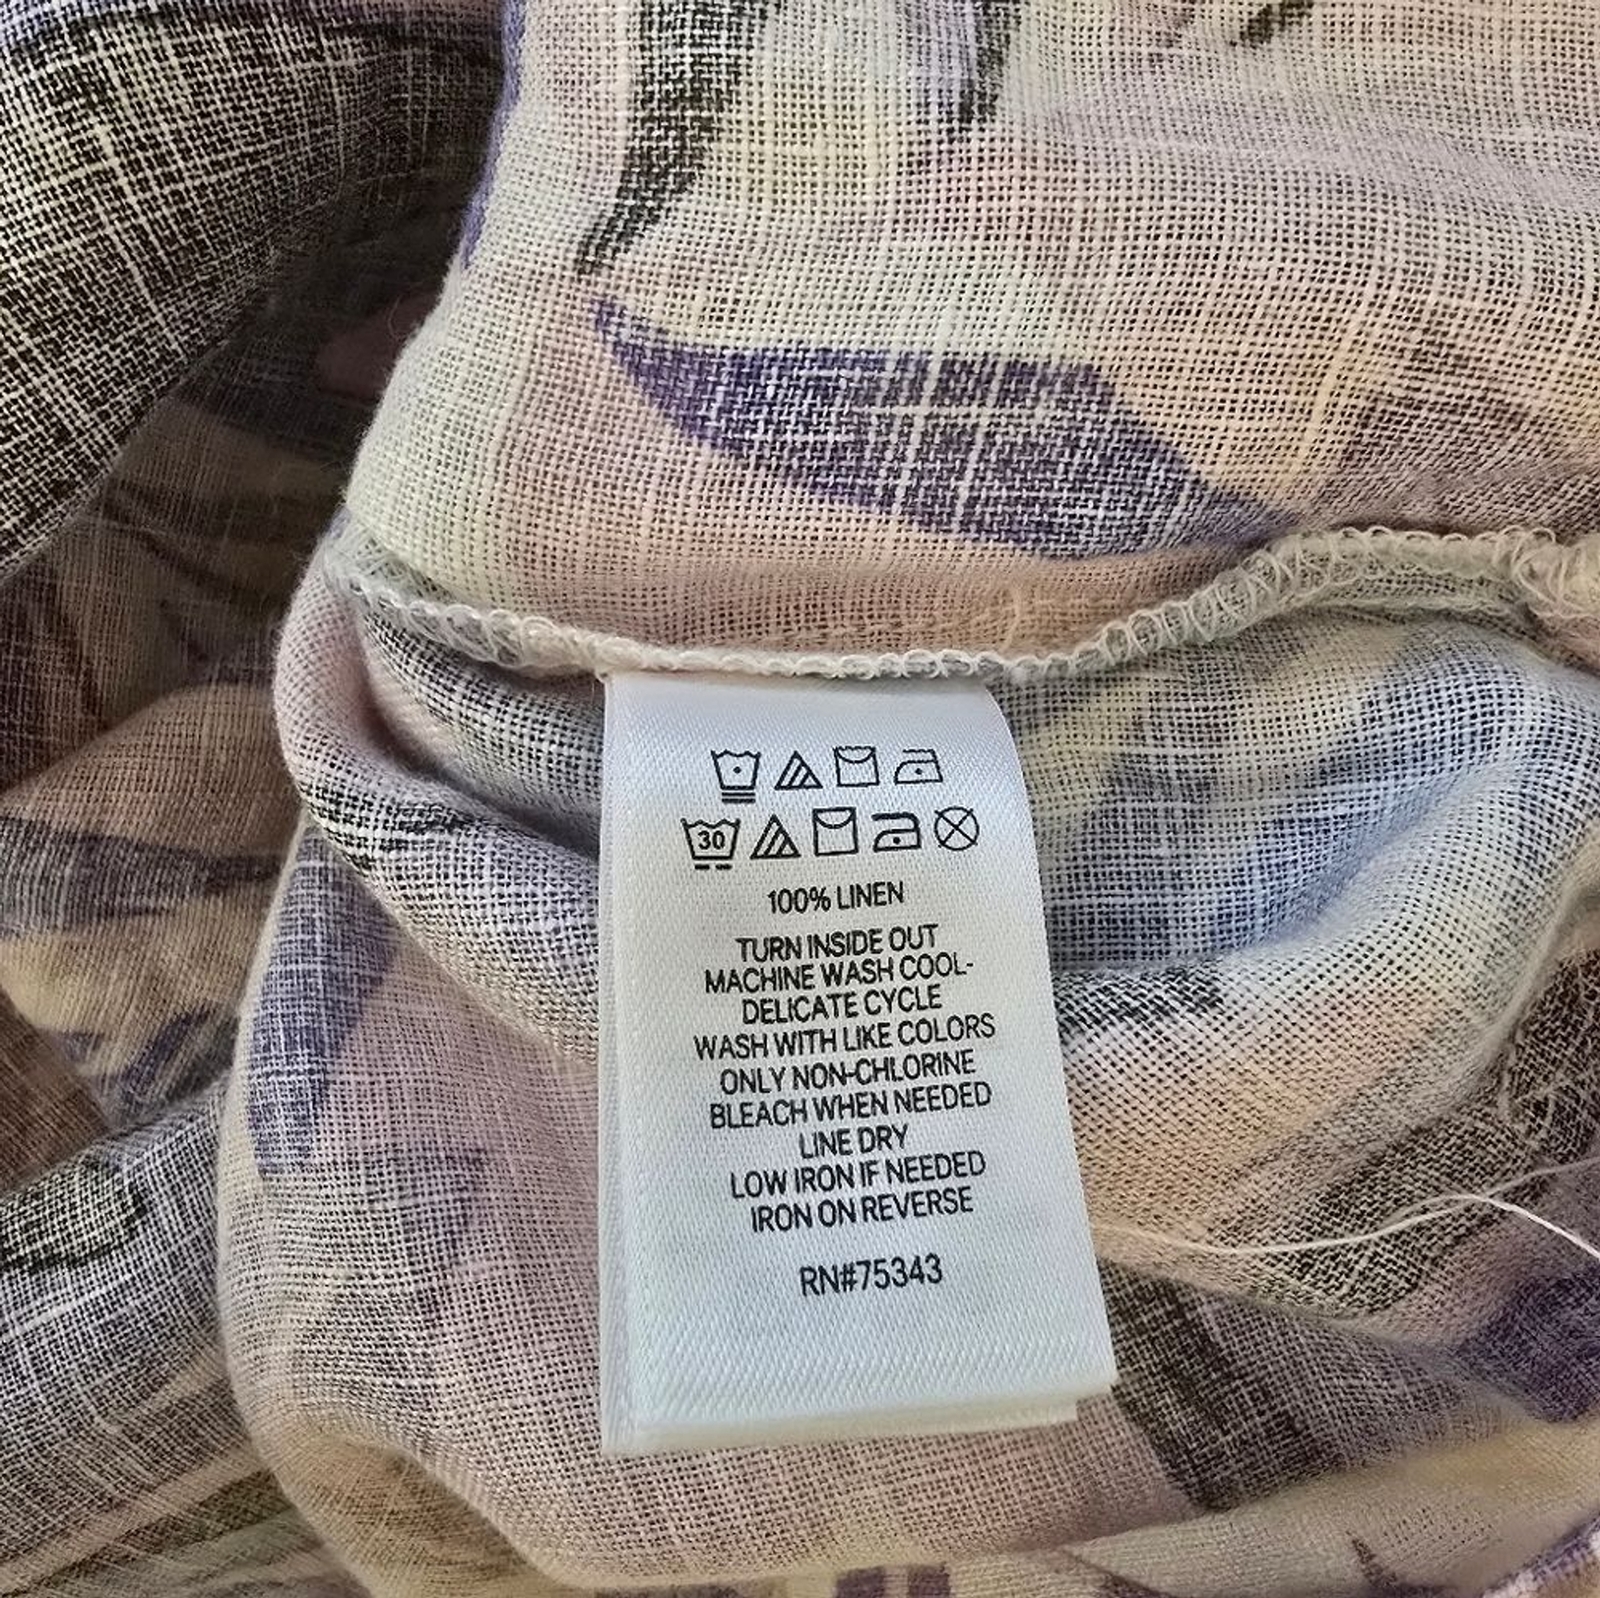 30
100% LINEN
TURN INSIDE OUT
MACHINE WASH COOL-
DELICATE CYCLE
WASH WITH LIKE COLORS
ONLY NON-CHLORINE
BLEACH WHEN NEEDED
LINE DRY
LOW IRON IF NEEDED
IRON ON REVERSE
RN#75343